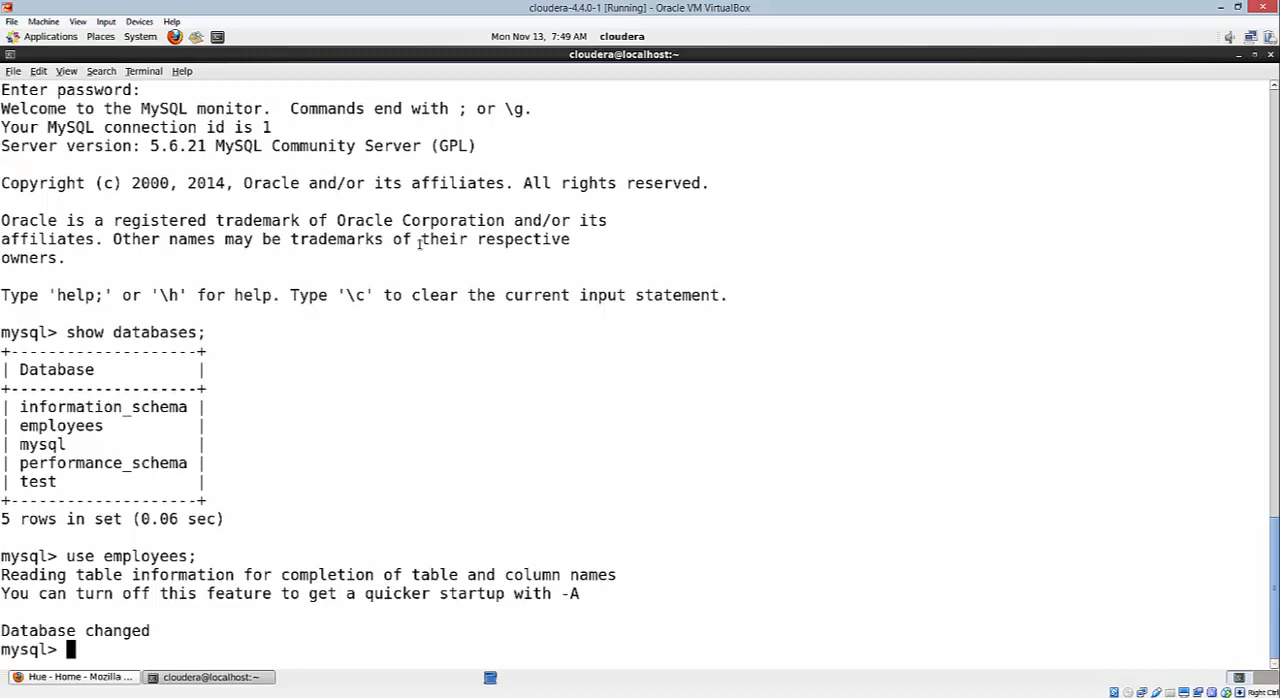 cloudera-4.4.0-1 [Running] - Oracle VM VirtualBox
File Machine View Input Devices Help
Applications Places System Mon Nov 13, 7:49 AM cloudera
cloudera@localhost:~
File Edit View Search Terminal Help
Enter password:
Welcome to the MySQL monitor.  Commands end with ; or \g.
Your MySQL connection id is 1
Server version: 5.6.21 MySQL Community Server (GPL)
Copyright (c) 2000, 2014, Oracle and/or its affiliates. All rights reserved.
Oracle is a registered trademark of Oracle Corporation and/or its
affiliates. Other names may be trademarks of their respective
owners.
Type 'help;' or '\h' for help. Type '\c' to clear the current input statement.
mysql> show databases;
+--------------------+
| Database           |
+--------------------+
| information_schema |
| employees          |
| mysql              |
| performance_schema |
| test               |
+--------------------+
5 rows in set (0.06 sec)
mysql> use employees;
Reading table information for completion of table and column names
You can turn off this feature to get a quicker startup with -A
Database changed
mysql>
Hue - Home - Mozilla ... cloudera@localhost:~
Right Ctrl